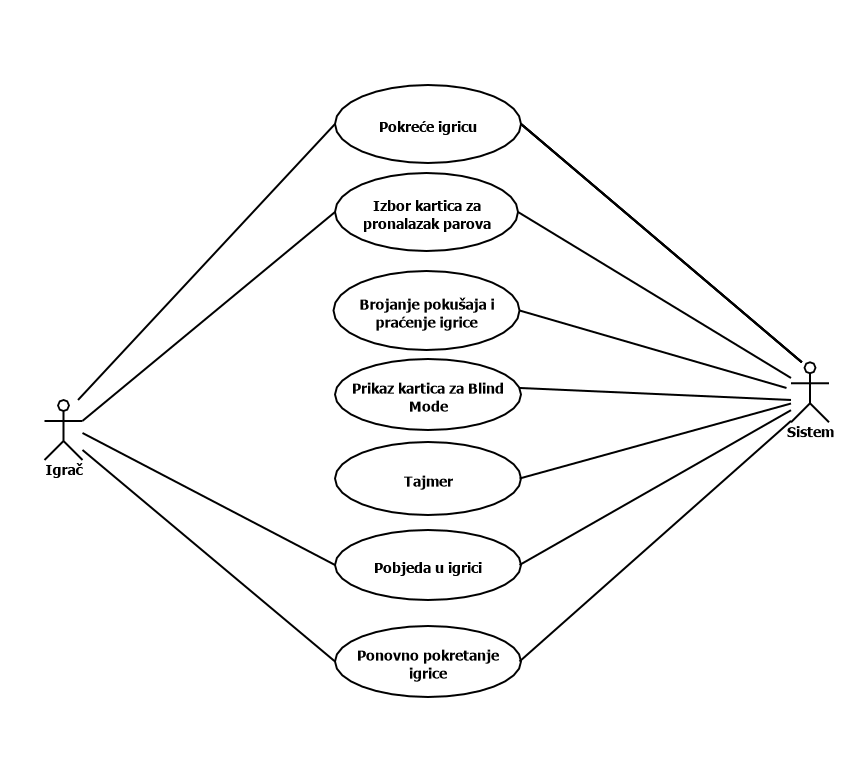 Pokreće igricu
Izbor kartica za
pronalazak parova
Brojanje pokušaja i
praćenje igrice
Prikaz kartica za Blind
Mode
Sistem
Igrač
Tajmer
Pobjeda u igrici
Ponovno pokretanje
igrice